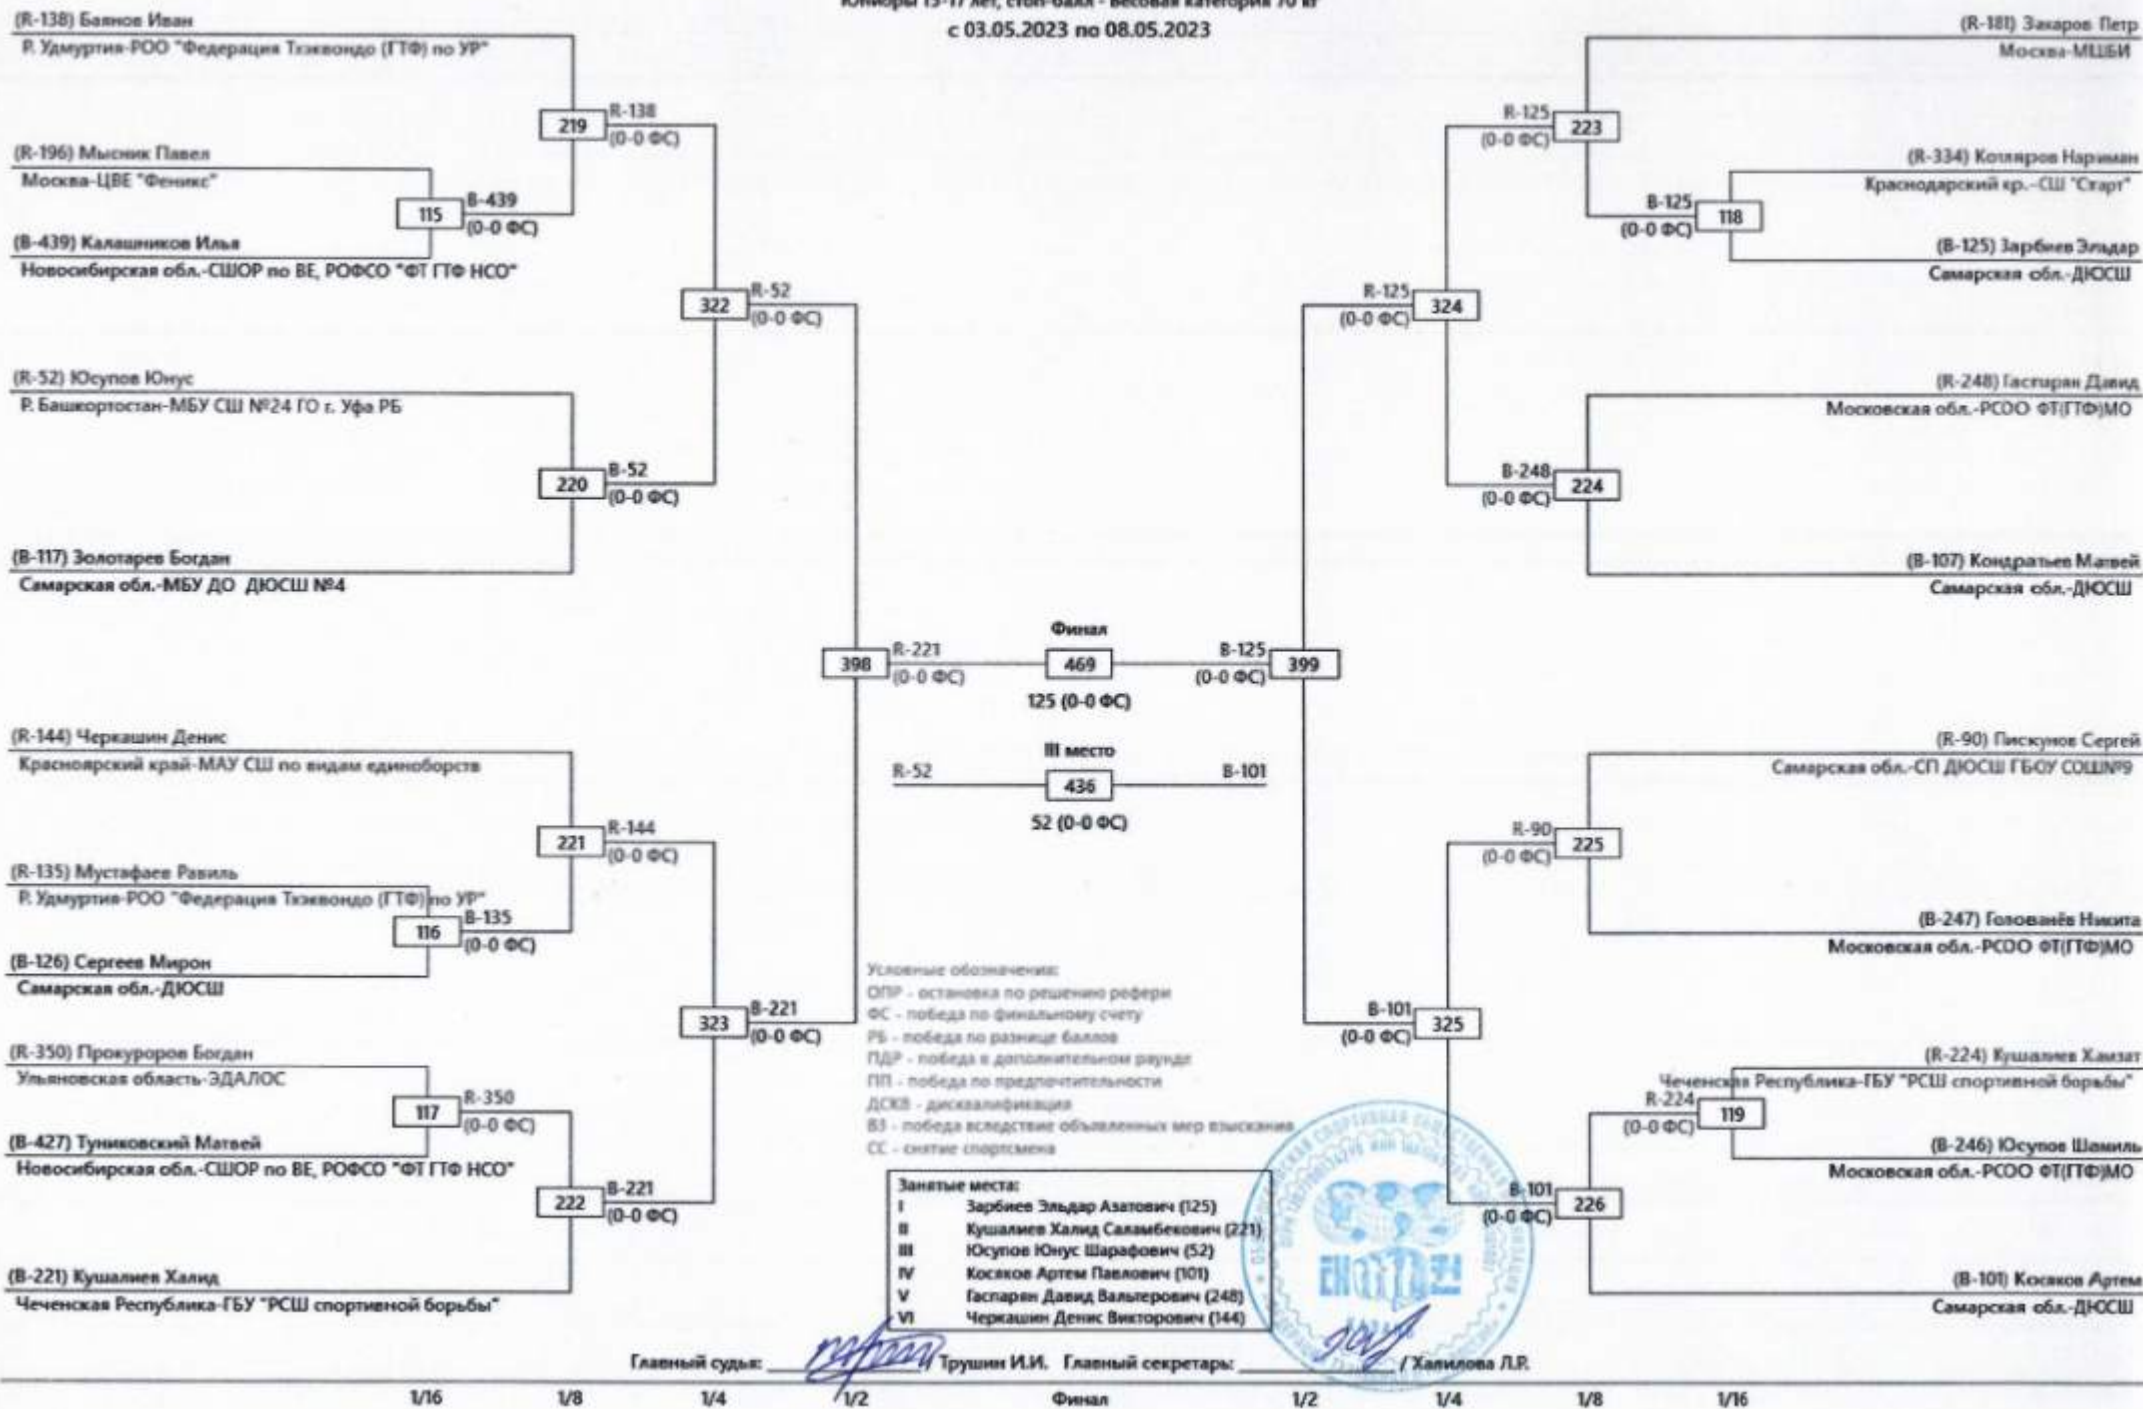 с 03.05.2023 по 08.05.2023
(R-138) Баянов Иван
Р. Удмуртия-РОО "Федерация Тхэквондо (ГТФ) по УР"
219
R-138
(0-0 ФС)
(R-196) Мысник Павел
Москва-ЦВЕ "Феникс"
115
B-439
(0-0 ФС)
(B-439) Калашников Илья
Новосибирская обл.-СШОР по ВЕ, РОФСО "ФТ ГТФ НСО"
322
R-52
(0-0 ФС)
(R-52) Юсупов Юнус
Р. Башкортостан-МБУ СШ №24 ГО г. Уфа РБ
220
B-52
(0-0 ФС)
(B-117) Золотарев Богдан
Самарская обл.-МБУ ДО ДЮСШ №4
398
R-221
(0-0 ФС)
(R-144) Черкашин Денис
Красноярский край-МАУ СШ по видам единоборств
221
R-144
(0-0 ФС)
(R-135) Мустафаев Равиль
Р. Удмуртия-РОО "Федерация Тхэквондо (ГТФ) по УР"
116
B-135
(0-0 ФС)
(B-126) Сергеев Мирон
Самарская обл.-ДЮСШ
323
B-221
(0-0 ФС)
(R-350) Прокуроров Богдан
Ульяновская область-ЭДАЛОС
117
R-350
(0-0 ФС)
(B-427) Туниковский Матвей
Новосибирская обл.-СШОР по ВЕ, РОФСО "ФТ ГТФ НСО"
222
B-221
(0-0 ФС)
(B-221) Кушалиев Халид
Чеченская Республика-ГБУ "РСШ спортивной борьбы"
Финал
469
125 (0-0 ФС)
III место
R-52
436
B-101
52 (0-0 ФС)
(R-181) Захаров Петр
Москва-МШБИ
R-125
(0-0 ФС)
223
(R-334) Котляров Нариман
Краснодарский кр.-СШ "Старт"
B-125
(0-0 ФС)
118
(B-125) Зарбиев Эльдар
Самарская обл.-ДЮСШ
R-125
(0-0 ФС)
324
(R-248) Гаспарян Давид
Московская обл.-РСОО ФТ(ГТФ)МО
B-248
(0-0 ФС)
224
(B-107) Кондратьев Матвей
Самарская обл.-ДЮСШ
B-125
(0-0 ФС)
399
(R-90) Пискунов Сергей
Самарская обл.-СП ДЮСШ ГБОУ СОШ№9
R-90
(0-0 ФС)
225
(B-247) Голованёв Никита
Московская обл.-РСОО ФТ(ГТФ)МО
B-101
(0-0 ФС)
325
(R-224) Кушалиев Хамзат
Чеченская Республика-ГБУ "РСШ спортивной борьбы"
R-224
(0-0 ФС)
119
(B-246) Юсупов Шамиль
Московская обл.-РСОО ФТ(ГТФ)МО
B-101
(0-0 ФС)
226
(B-101) Косяков Артем
Самарская обл.-ДЮСШ
Условные обозначения:
ОПР - остановка по решению рефери
ФС - победа по финальному счету
РБ - победа по разнице баллов
ПДР - победа в дополнительном раунде
ПП - победа по предпочтительности
ДСКВ - дисквалификация
ВЗ - победа вследствие объявленных мер взыскания
СС - снятие спортсмена
Занятые места:
I Зарбиев Эльдар Азатович (125)
II Кушалиев Халид Саламбекович (221)
III Юсупов Юнус Шарафович (52)
IV Косяков Артем Павлович (101)
V Гаспарян Давид Вальтерович (248)
VI Черкашин Денис Викторович (144)
Главный судья: / Трушин И.И. Главный секретарь: / Халилова Л.Р.
1/16 1/8 1/4 1/2 Финал 1/2 1/4 1/8 1/16